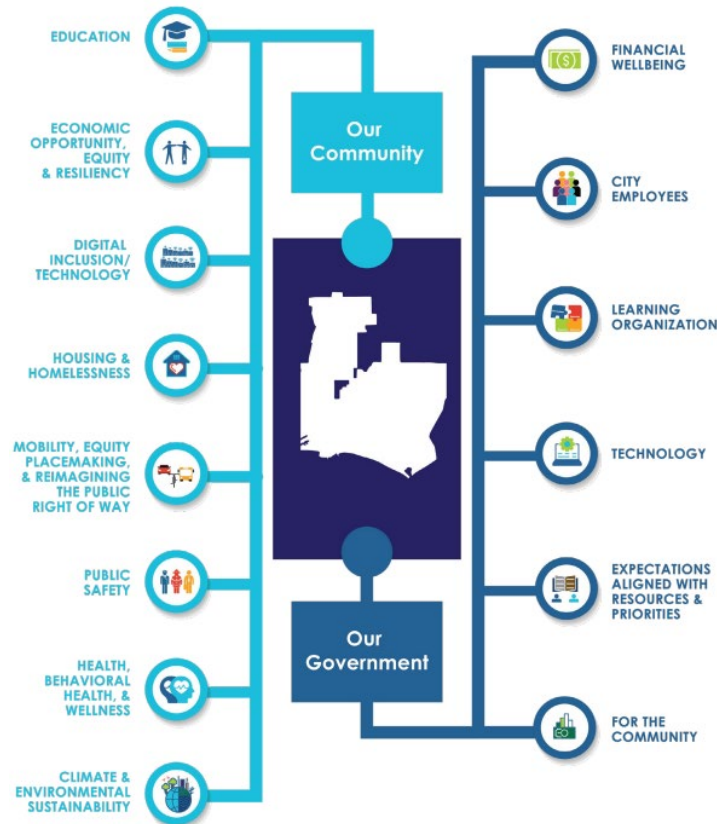 EDUCATION
ECONOMIC
OPPORTUNITY,
EQUITY
& RESILIENCY
DIGITAL
INCLUSION/
TECHNOLOGY
HOUSING &
HOMELESSNESS
MOBILITY, EQUITY
PLACEMAKING,
& REIMAGINING
THE PUBLIC
RIGHT OF WAY
PUBLIC
SAFETY
HEALTH,
BEHAVIORAL
HEALTH, &
WELLNESS
CLIMATE &
ENVIRONMENTAL
SUSTAINABILITY
Our
Community
Our
Government
FINANCIAL
WELLBEING
CITY
EMPLOYEES
LEARNING
ORGANIZATION
TECHNOLOGY
EXPECTATIONS
ALIGNED WITH
RESOURCES &
PRIORITIES
FOR THE
COMMUNITY